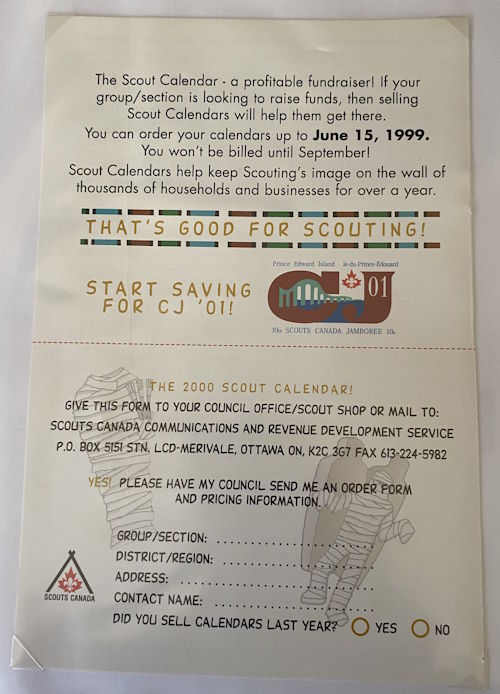 The Scout Calendar - a profitable fundraiser! If your
group/section is looking to raise funds, then selling
Scout Calendars will help them get there.
You can order your calendars up to June 15, 1999.
You won't be billed until September!
Scout Calendars help keep Scouting's image on the wall of
thousands of households and businesses for over a year.
THAT'S GOOD FOR SCOUTING!
START SAVING
FOR CJ '01!
Prince Edward Island · Île-du-Prince-Édouard
CJ 01
10th SCOUTS CANADA JAMBOREE 10e
THE 2000 SCOUT CALENDAR!
GIVE THIS FORM TO YOUR COUNCIL OFFICE/SCOUT SHOP OR MAIL TO:
SCOUTS CANADA COMMUNICATIONS AND REVENUE DEVELOPMENT SERVICE
P.O. BOX 5151 STN. LCD-MERIVALE, OTTAWA ON, K2C 3G7 FAX 613-224-5982
YES! PLEASE HAVE MY COUNCIL SEND ME AN ORDER FORM
AND PRICING INFORMATION.
GROUP/SECTION:
DISTRICT/REGION:
ADDRESS:
CONTACT NAME:
DID YOU SELL CALENDARS LAST YEAR? YES NO
SCOUTS CANADA